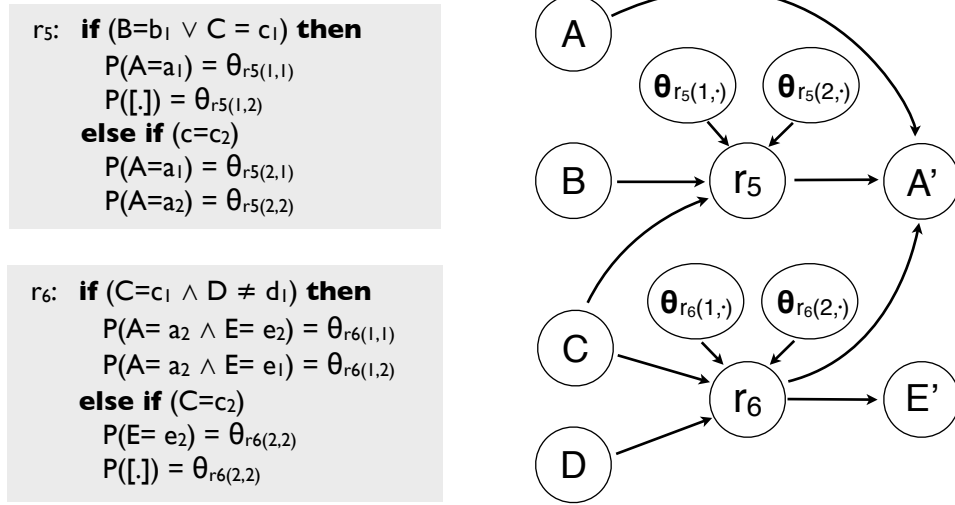 r₅: if (B=b₁ ∨ C = c₁) then
P(A=a₁) = θr₅(1,1)
P([.]) = θr₅(1,2)
else if (c=c₂)
P(A=a₁) = θr₅(2,1)
P(A=a₂) = θr₅(2,2)
r₆: if (C=c₁ ∧ D ≠ d₁) then
P(A= a₂ ∧ E= e₂) = θr₆(1,1)
P(A= a₂ ∧ E= e₁) = θr₆(1,2)
else if (C=c₂)
P(E= e₂) = θr₆(2,2)
P([.]) = θr₆(2,2)
A
θr₅(1,·) θr₅(2,·)
B r₅ A'
θr₆(1,·) θr₆(2,·)
C
r₆ E'
D